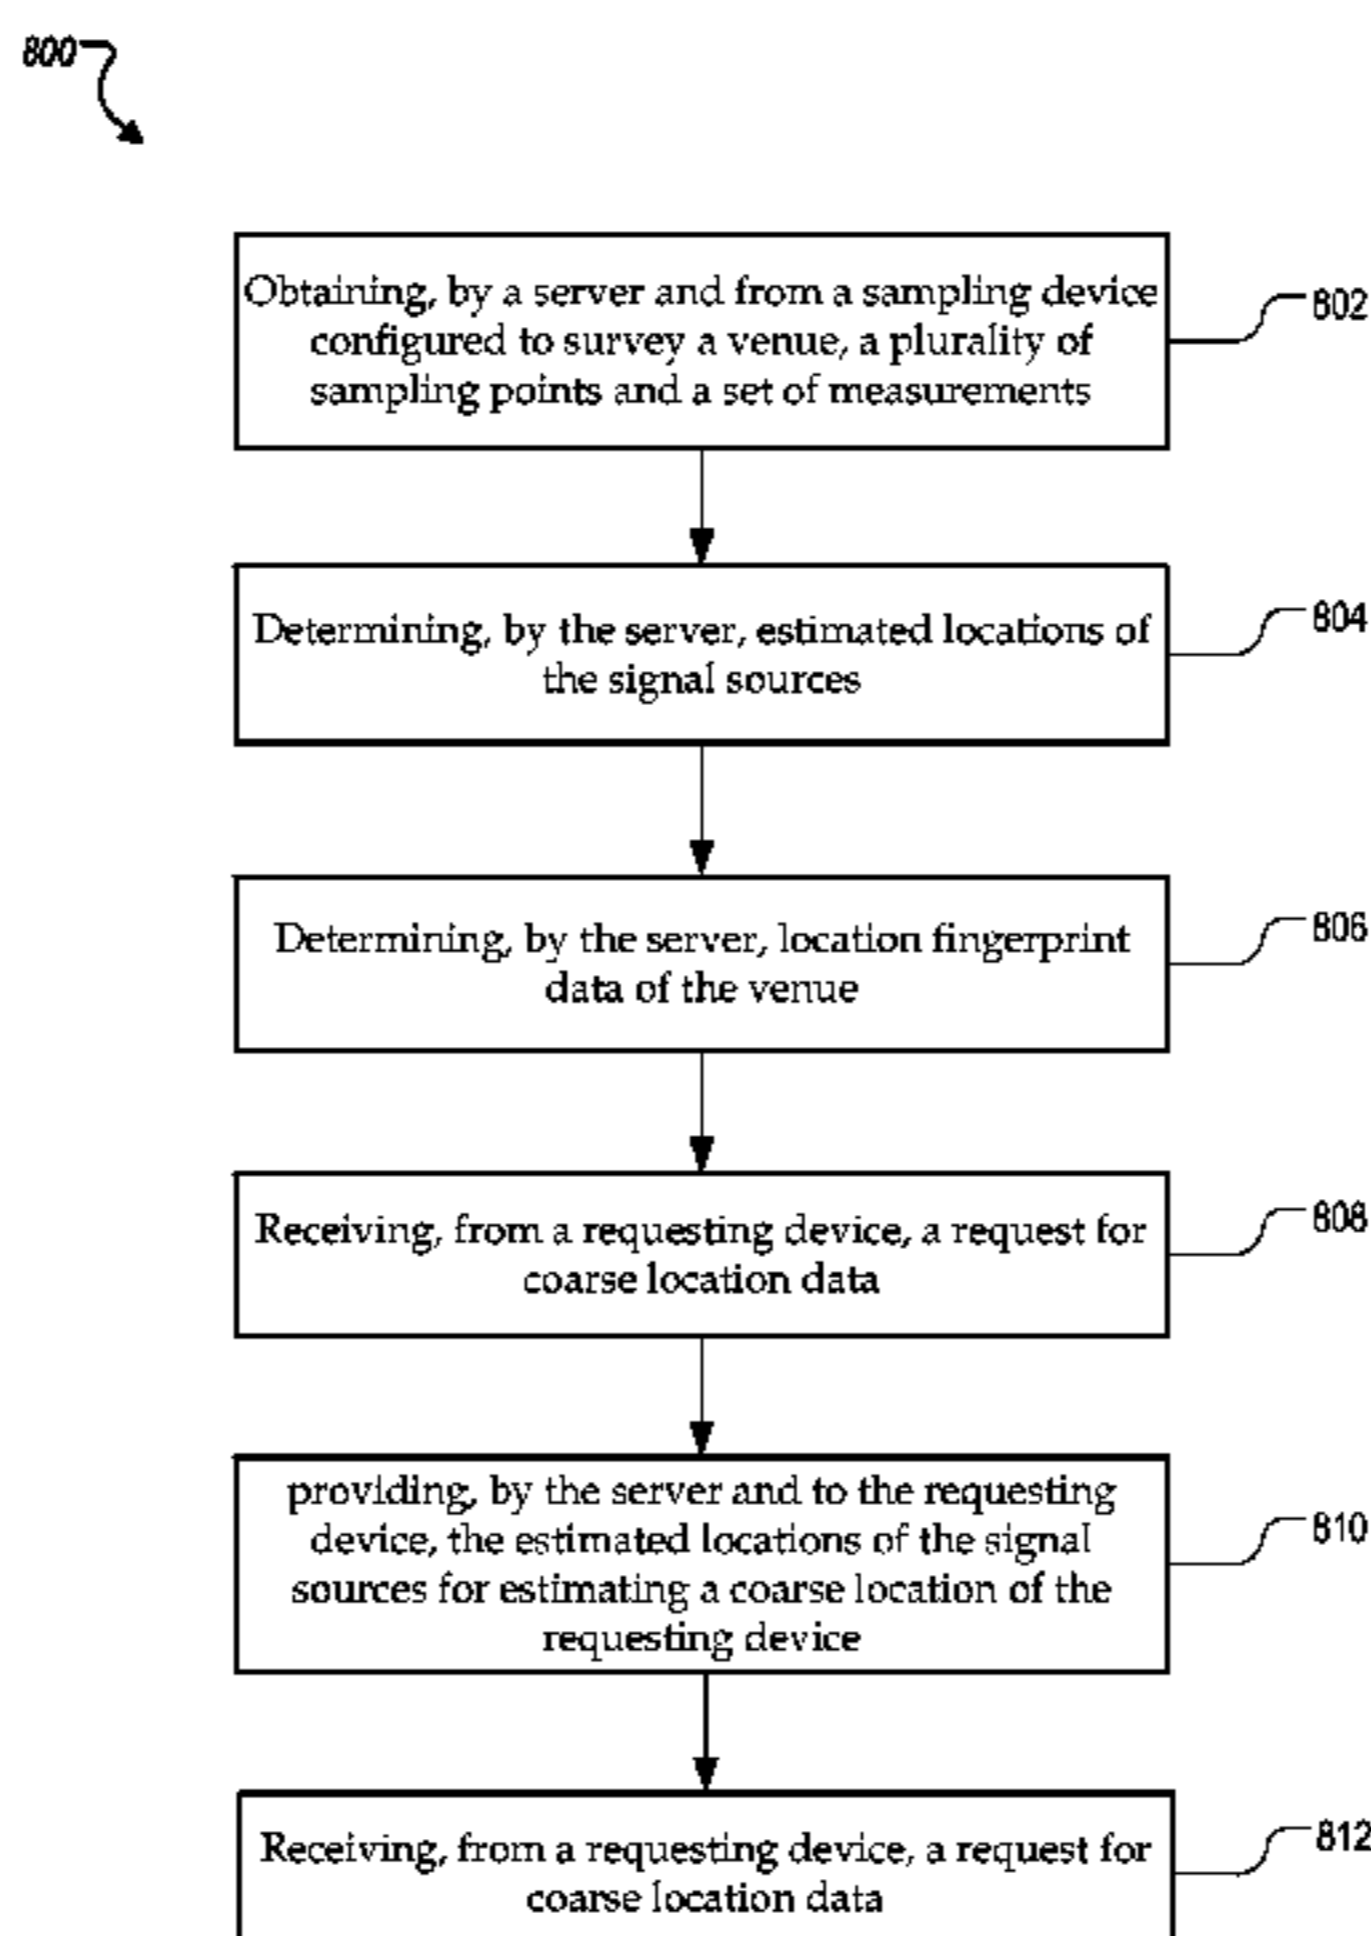 800
Obtaining, by a server and from a sampling device
configured to survey a venue, a plurality of
sampling points and a set of measurements
802
Determining, by the server, estimated locations of
the signal sources
804
Determining, by the server, location fingerprint
data of the venue
806
Receiving, from a requesting device, a request for
coarse location data
808
providing, by the server and to the requesting
device, the estimated locations of the signal
sources for estimating a coarse location of the
requesting device
810
Receiving, from a requesting device, a request for
coarse location data
812